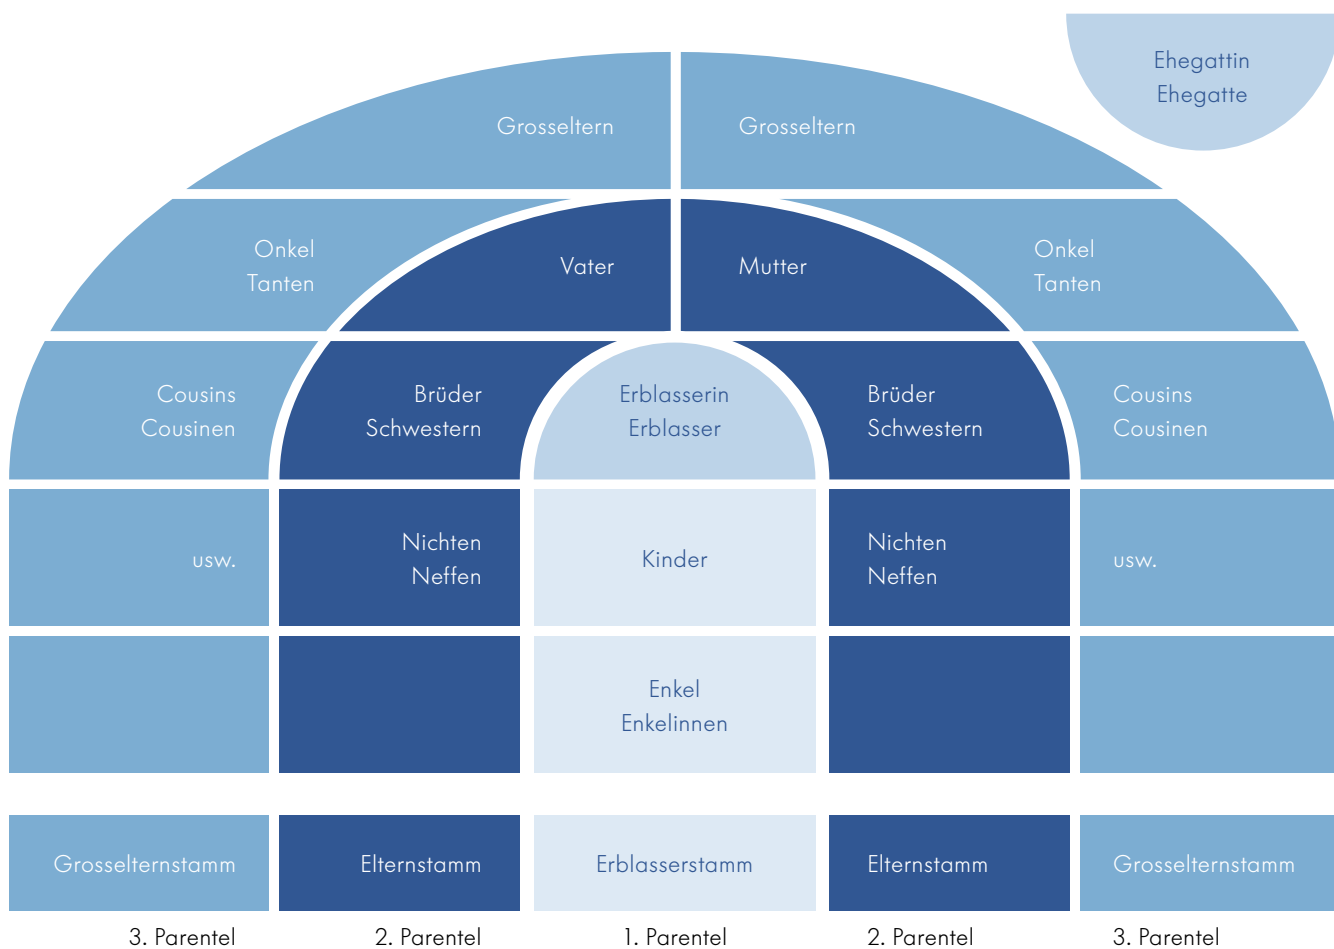 Ehegattin
Ehegatte
Grosseltern
Grosseltern
Onkel
Tanten
Vater
Mutter
Onkel
Tanten
Cousins
Cousinen
Brüder
Schwestern
Erblasserin
Erblasser
Brüder
Schwestern
Cousins
Cousinen
usw.
Nichten
Neffen
Kinder
Nichten
Neffen
usw.
Enkel
Enkelinnen
Grosselternstamm
Elternstamm
Erblasserstamm
Elternstamm
Grosselternstamm
3. Parentel
2. Parentel
1. Parentel
2. Parentel
3. Parentel